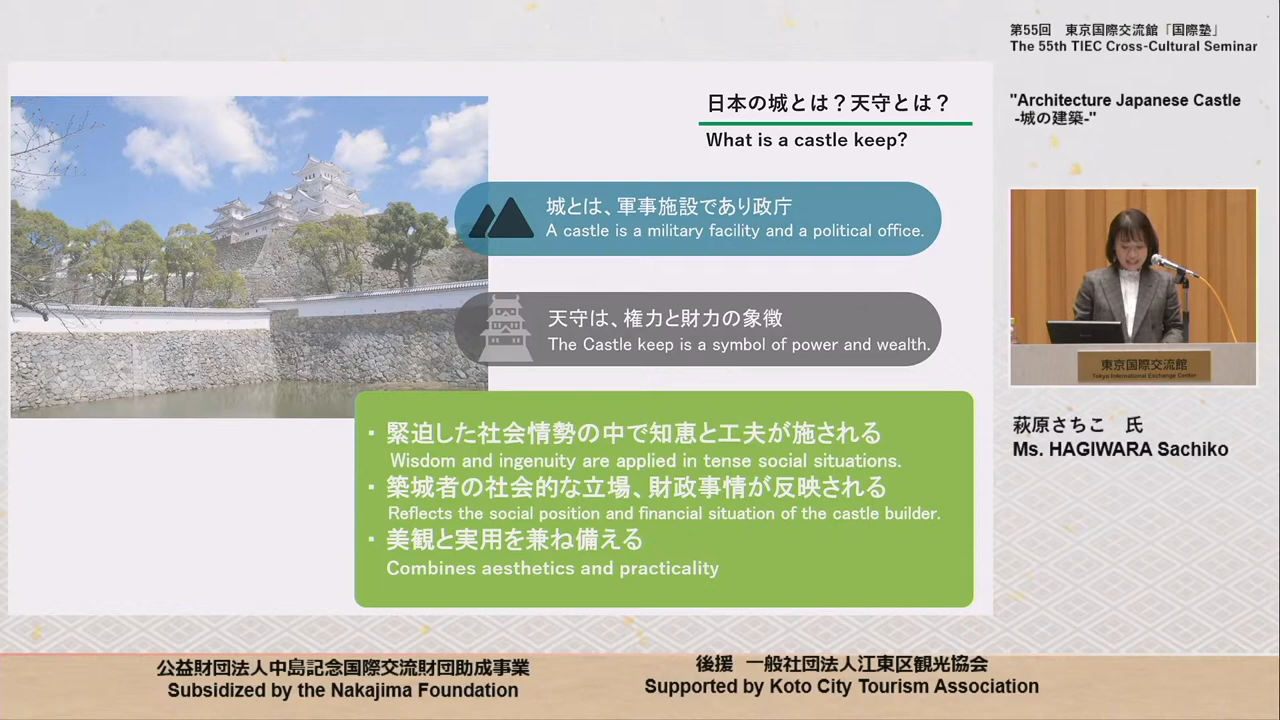 第55回 東京国際交流館「国際塾」
The 55th TIEC Cross-Cultural Seminar
"Architecture Japanese Castle
-城の建築-"
日本の城とは？天守とは？
What is a castle keep?
城とは、軍事施設であり政庁
A castle is a military facility and a political office.
天守は、権力と財力の象徴
The Castle keep is a symbol of power and wealth.
・緊迫した社会情勢の中で知恵と工夫が施される
Wisdom and ingenuity are applied in tense social situations.
・築城者の社会的な立場、財政事情が反映される
Reflects the social position and financial situation of the castle builder.
・美観と実用を兼ね備える
Combines aesthetics and practicality
東京国際交流館
Tokyo International Exchange Center
萩原さちこ 氏
Ms. HAGIWARA Sachiko
公益財団法人中島記念国際交流財団助成事業
Subsidized by the Nakajima Foundation
後援 一般社団法人江東区観光協会
Supported by Koto City Tourism Association